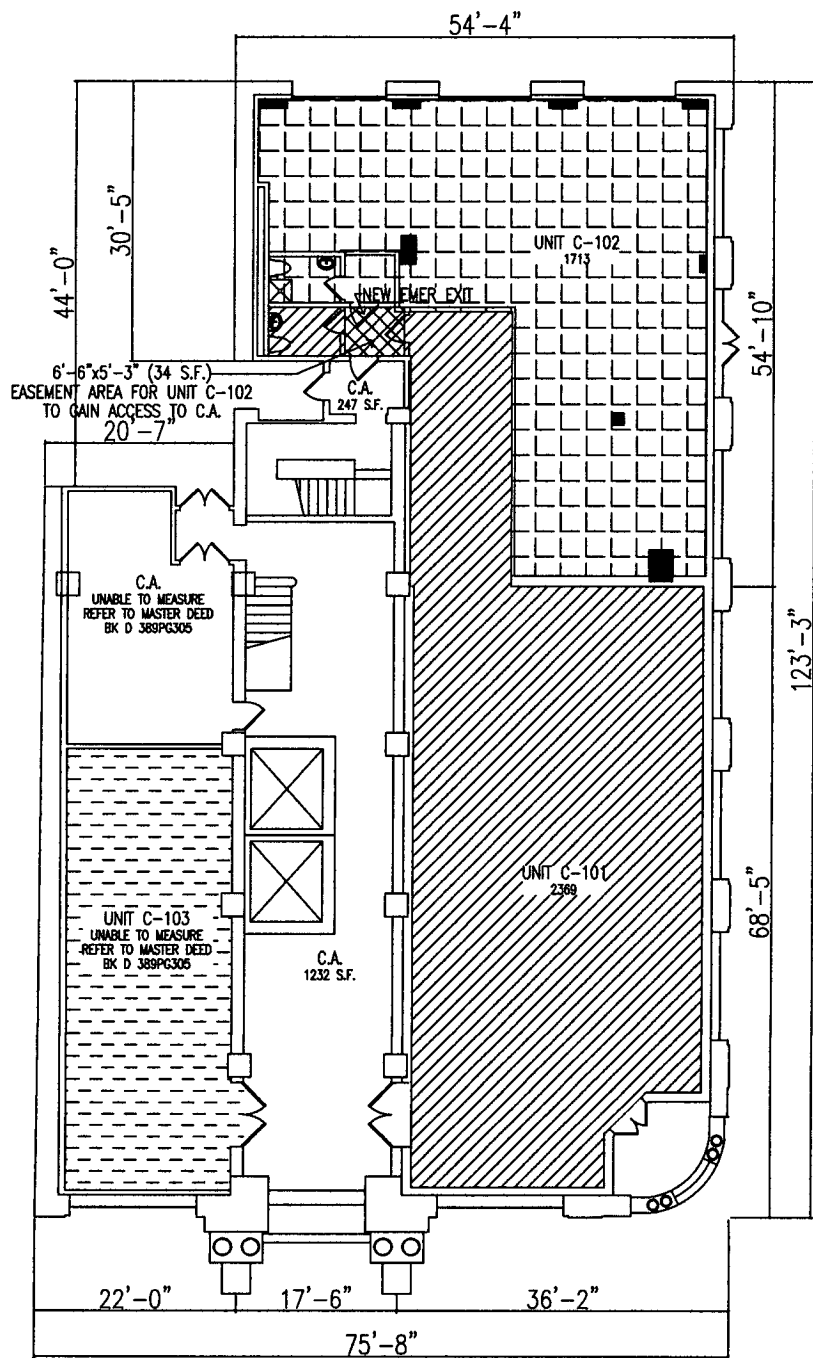 54'-4"
30'-5"
44'-0"
UNIT C-102
1713
NEW EMER EXIT
54'-10"
6'-6"x5'-3" (34 S.F.)
EASEMENT AREA FOR UNIT C-102
TO GAIN ACCESS TO C.A.
C.A.
247 S.F.
20'-7"
C.A.
UNABLE TO MEASURE
REFER TO MASTER DEED
BK D 389PG305
123'-3"
UNIT C-101
2369
68'-5"
UNIT C-103
UNABLE TO MEASURE
REFER TO MASTER DEED
BK D 389PG305
C.A.
1232 S.F.
22'-0"
17'-6"
36'-2"
75'-8"